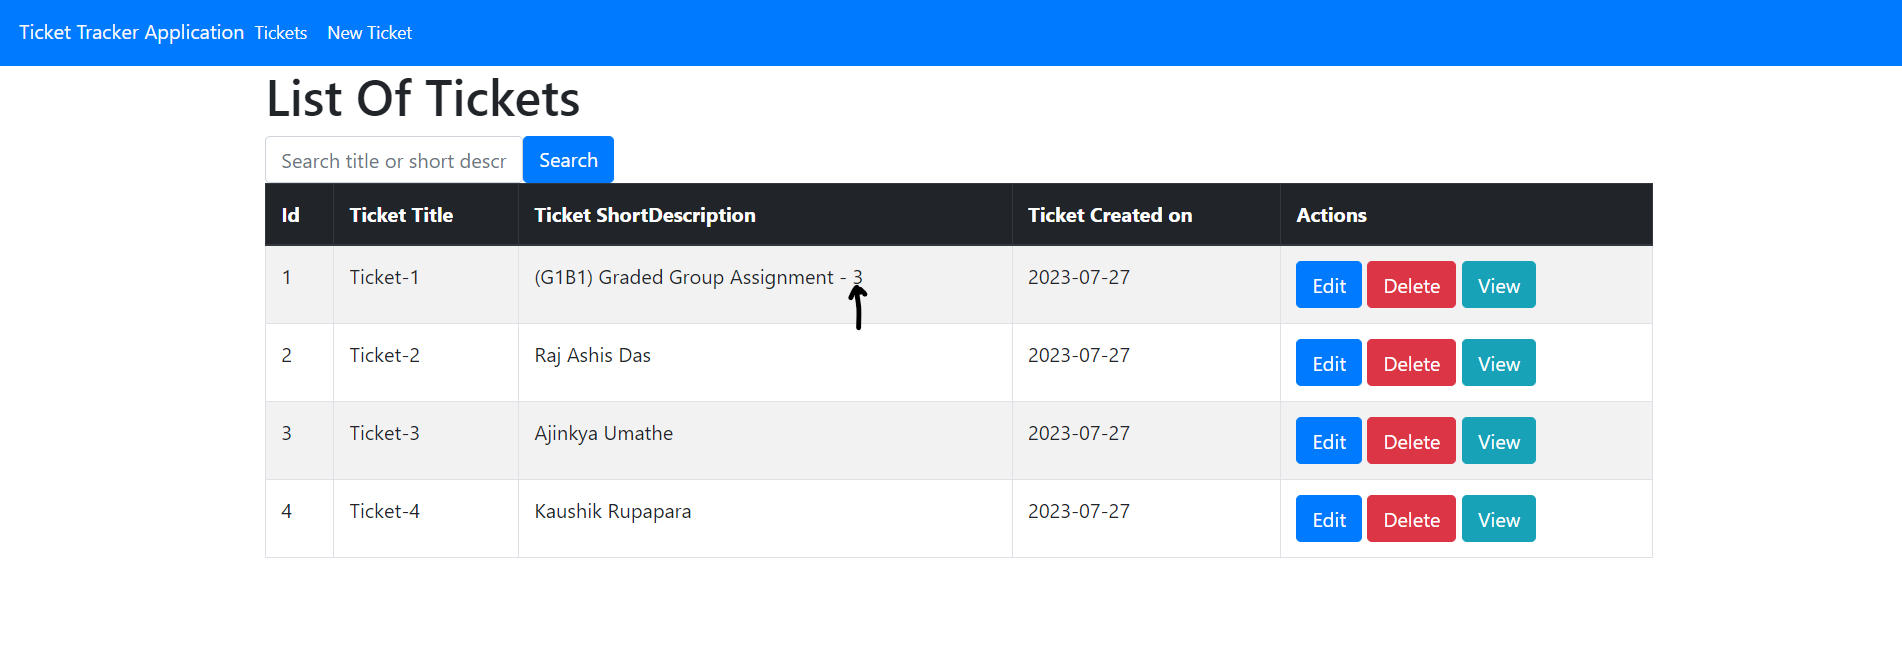 Ticket Tracker Application Tickets New Ticket
List Of Tickets
Search title or short descr Search
Id Ticket Title Ticket ShortDescription Ticket Created on Actions
1 Ticket-1 (G1B1) Graded Group Assignment - 3 2023-07-27 Edit Delete View
2 Ticket-2 Raj Ashis Das 2023-07-27 Edit Delete View
3 Ticket-3 Ajinkya Umathe 2023-07-27 Edit Delete View
4 Ticket-4 Kaushik Rupapara 2023-07-27 Edit Delete View